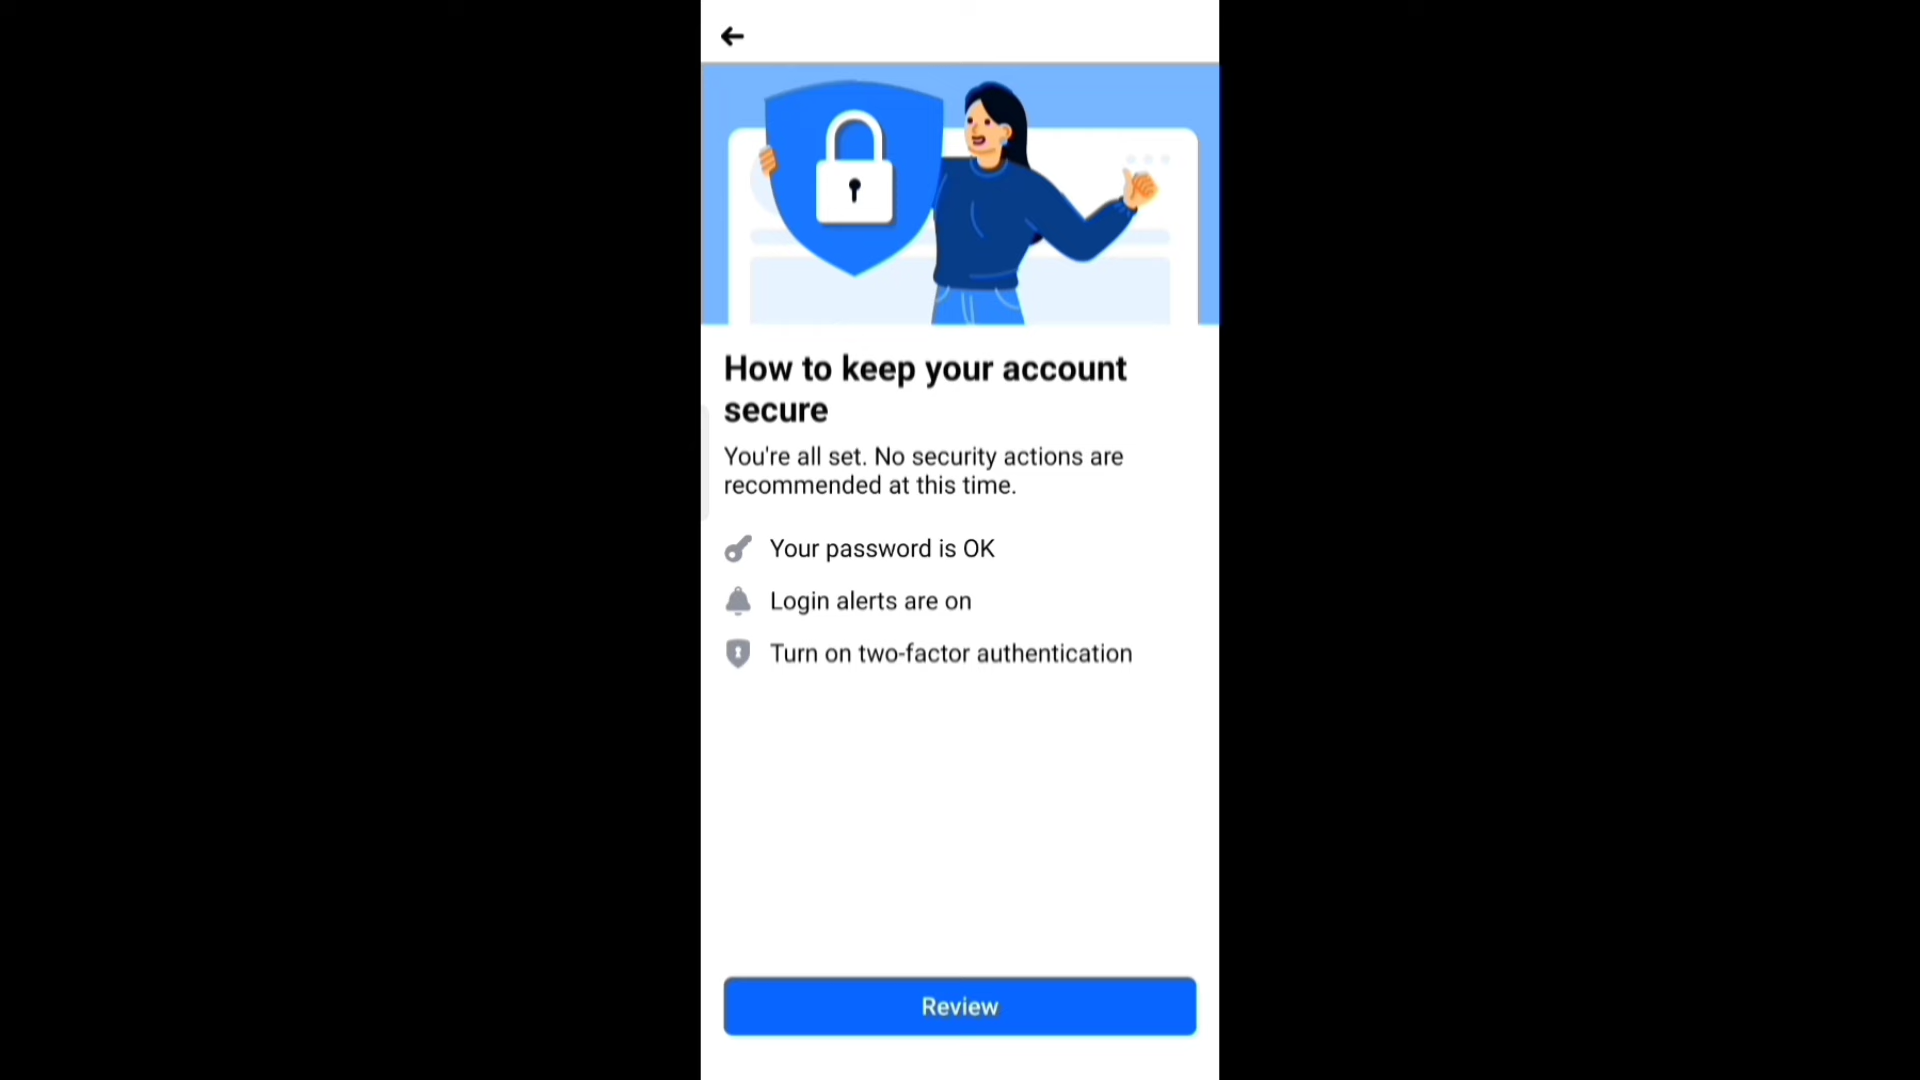 How to keep your account
secure
You're all set. No security actions are
recommended at this time.
Your password is OK
Login alerts are on
Turn on two-factor authentication
Review